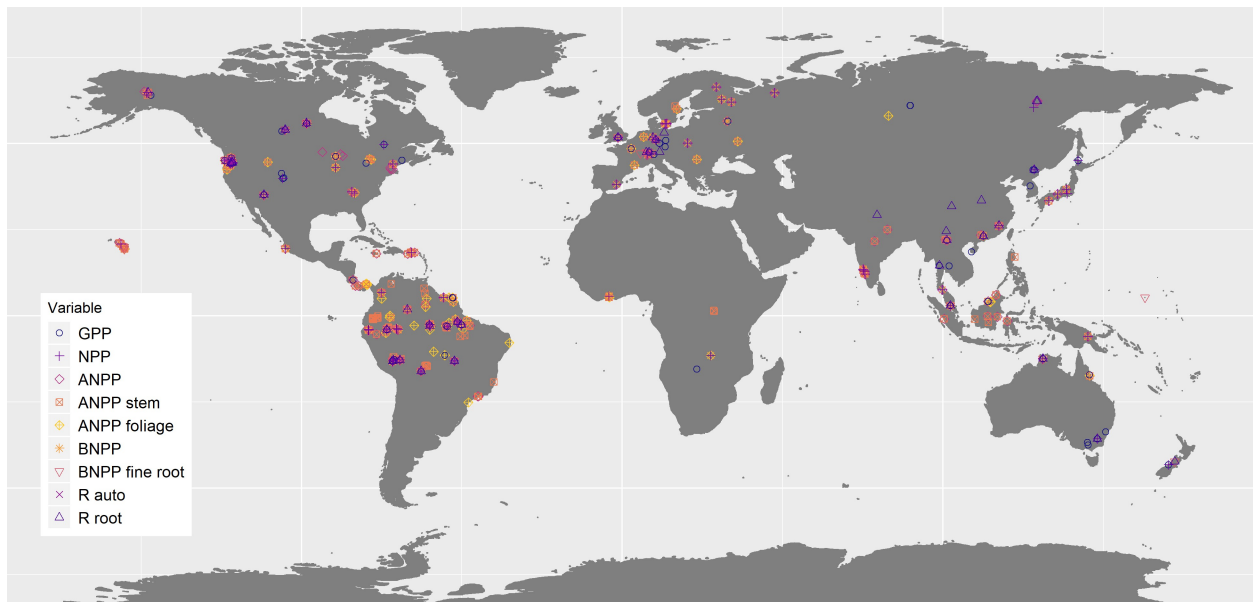 Variable
GPP
NPP
ANPP
ANPP stem
ANPP foliage
BNPP
BNPP fine root
R auto
R root